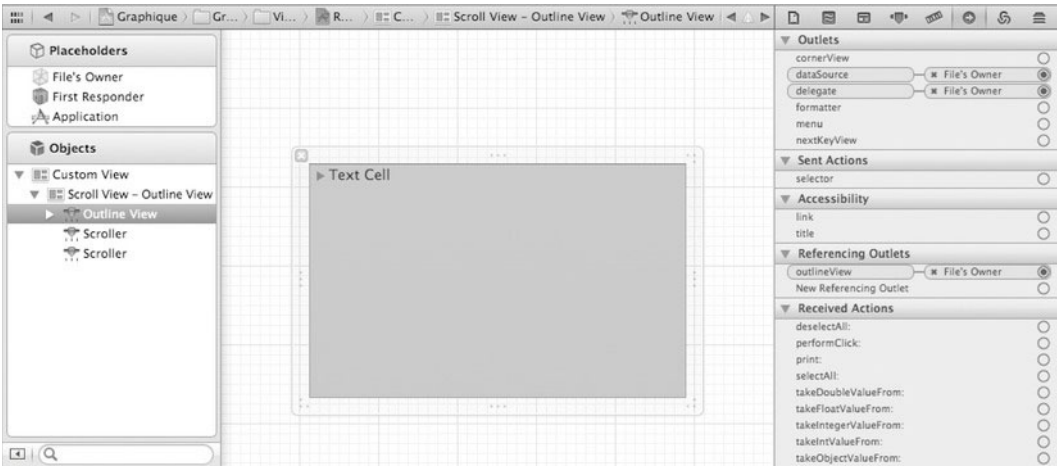 Graphique Gr... Vi... R... C... Scroll View – Outline View Outline View
Placeholders
File's Owner
First Responder
Application
Objects
Custom View
Scroll View – Outline View
Outline View
Scroller
Scroller
Text Cell
Outlets
cornerView
dataSource File's Owner
delegate File's Owner
formatter
menu
nextKeyView
Sent Actions
selector
Accessibility
link
title
Referencing Outlets
outlineView File's Owner
New Referencing Outlet
Received Actions
deselectAll:
performClick:
print:
selectAll:
takeDoubleValueFrom:
takeFloatValueFrom:
takeIntegerValueFrom:
takeIntValueFrom:
takeObjectValueFrom: